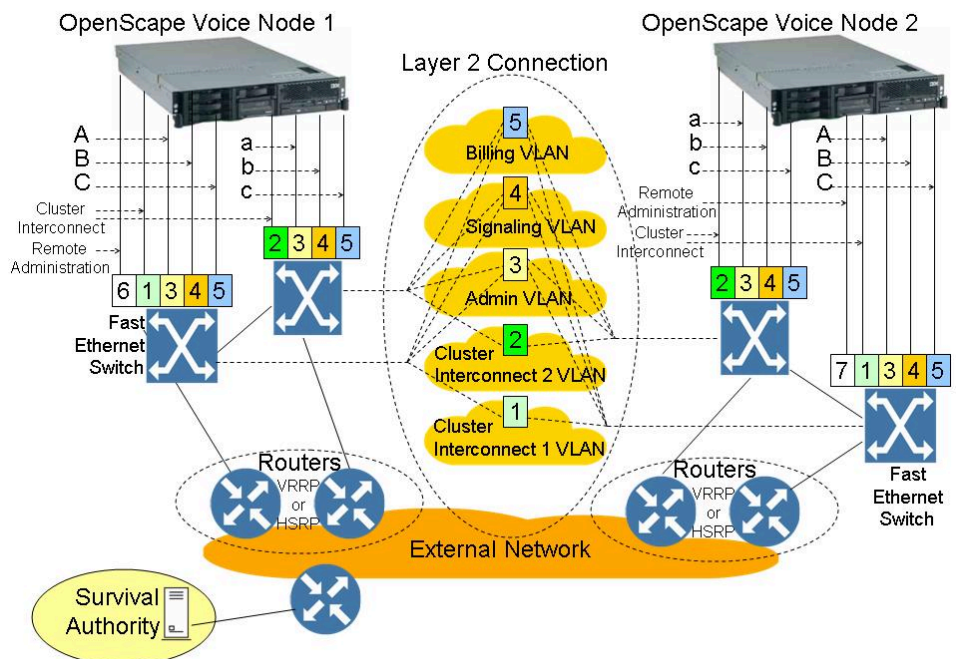 OpenScape Voice Node 1
OpenScape Voice Node 2
Layer 2 Connection
A
B
C
a
b
c
Cluster
Interconnect
Remote
Administration
2 3 4 5
6 1 3 4 5
Fast
Ethernet
Switch
5
Billing VLAN
4
Signaling VLAN
3
Admin VLAN
2
Cluster
Interconnect 2 VLAN
1
Cluster
Interconnect 1 VLAN
a
b
c
A
B
C
Remote
Administration
Cluster
Interconnect
2 3 4 5
7 1 3 4 5
Fast
Ethernet
Switch
Routers
VRRP
or
HSRP
Routers
VRRP
or
HSRP
External Network
Survival
Authority